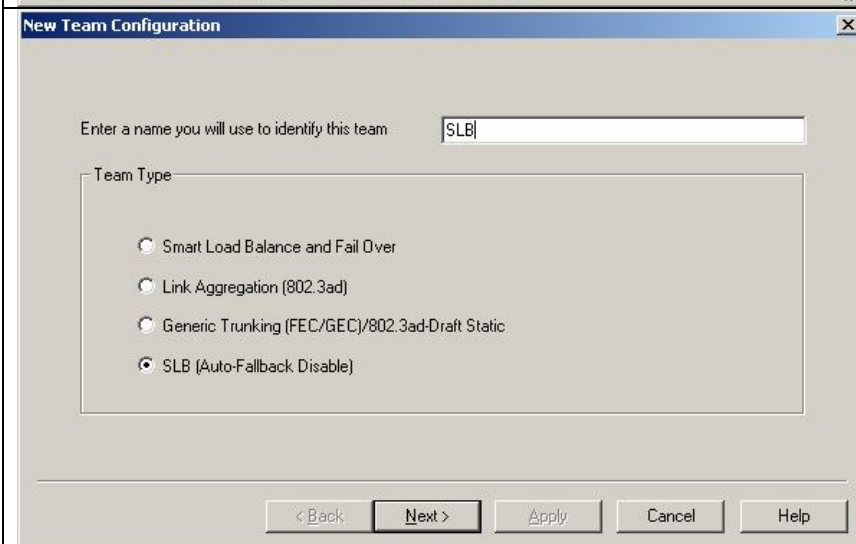 New Team Configuration
Enter a name you will use to identify this team
SLB
Team Type
Smart Load Balance and Fail Over
Link Aggregation (802.3ad)
Generic Trunking (FEC/GEC)/802.3ad-Draft Static
SLB (Auto-Fallback Disable)
< Back Next > Apply Cancel Help